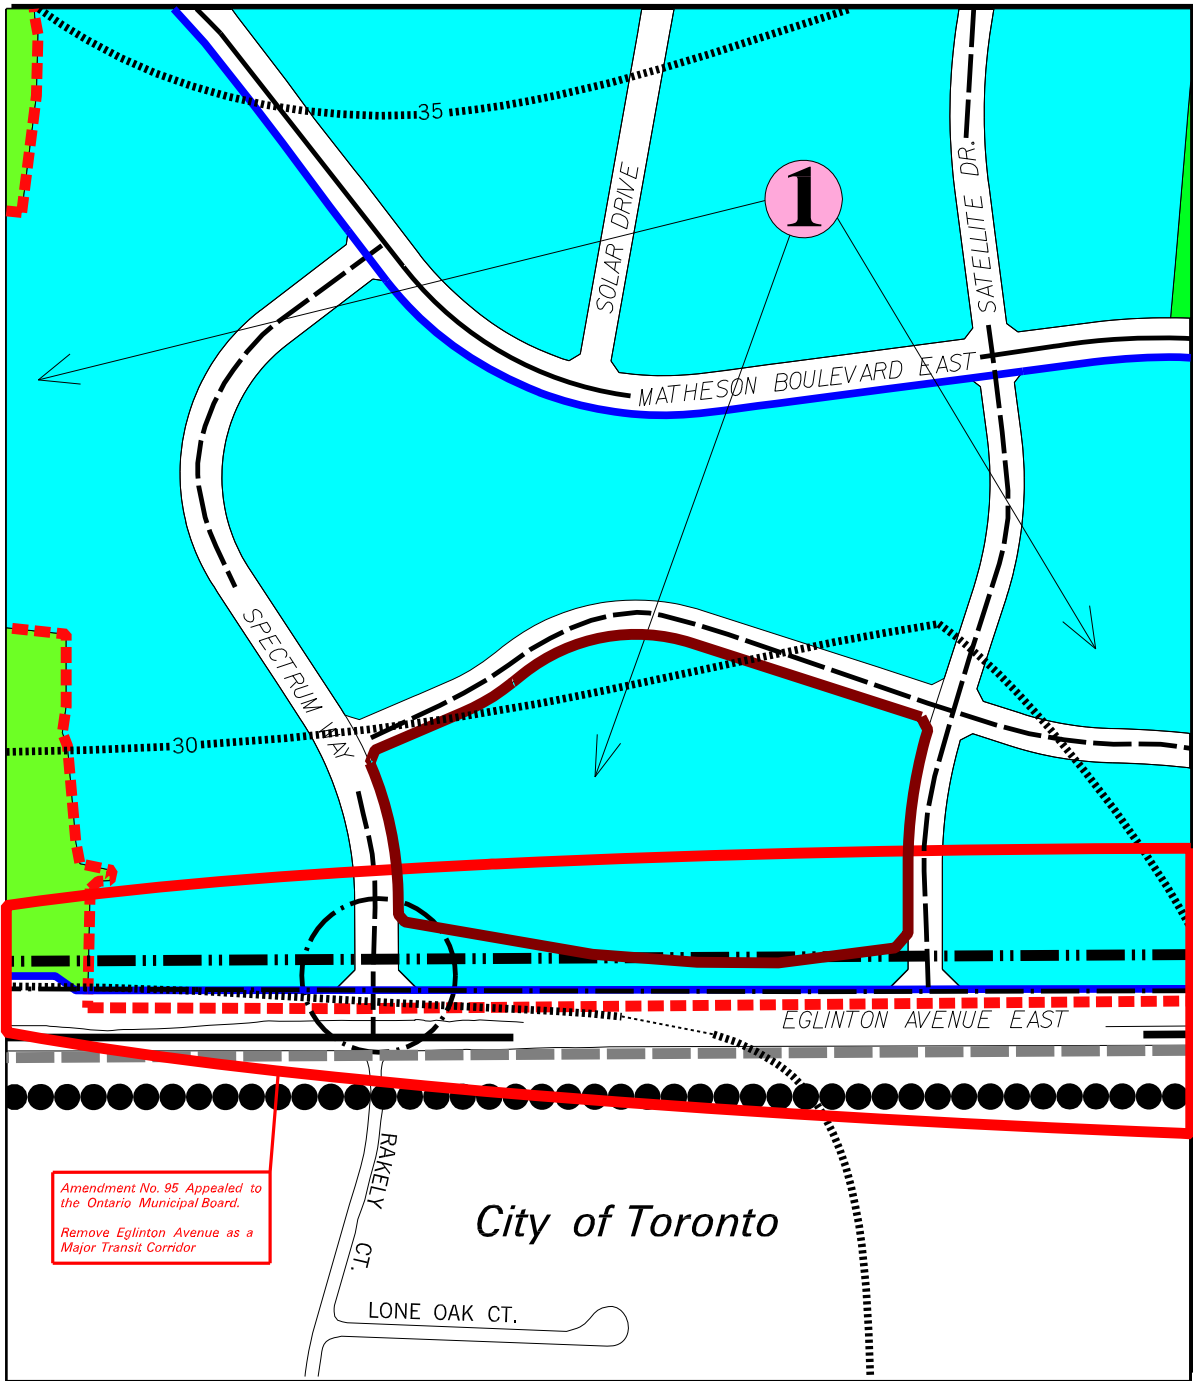 35
1
SOLAR DRIVE
SATELLITE DR.
MATHESON BOULEVARD EAST
SPECTRUM WAY
30
EGLINTON AVENUE EAST
RAKELY CT.
Amendment No. 95 Appealed to
the Ontario Municipal Board.
Remove Eglinton Avenue as a
Major Transit Corridor
City of Toronto
LONE OAK CT.